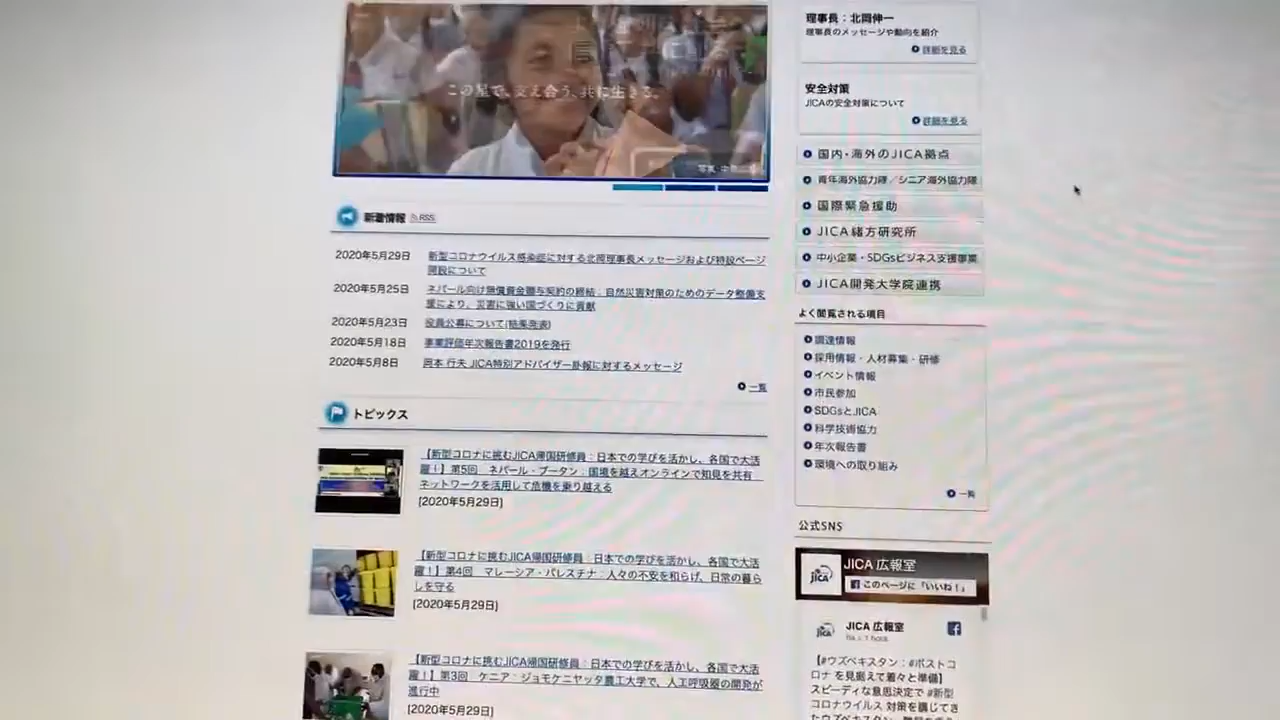 この星で、支え合う、共に生きる。
新着情報 RSS
2020年5月29日 新型コロナウイルス感染症に対する北岡理事長メッセージおよび特設ページ
開設について
2020年5月25日 ネパール向け無償資金贈与契約の締結：自然災害対策のためのデータ整備支
援により、災害に強い国づくりに貢献
2020年5月23日 役員公募について(結果発表)
2020年5月18日 事業評価年次報告書2019を発行
2020年5月8日 岡本 行夫 JICA特別アドバイザー訃報に対するメッセージ
一覧
トピックス
【新型コロナに挑むJICA帰国研修員：日本での学びを活かし、各国で大活
躍！】第5回 ネパール・ブータン：国境を越えオンラインで知見を共有
ネットワークを活用して危機を乗り越える
[2020年5月29日]
【新型コロナに挑むJICA帰国研修員：日本での学びを活かし、各国で大活
躍！】第4回 マレーシア・パレスチナ：人々の不安を和らげ、日常の暮ら
しを守る
[2020年5月29日]
【新型コロナに挑むJICA帰国研修員：日本での学びを活かし、各国で大活
躍！】第3回 ケニア：ジョモケニヤッタ農工大学で、人工呼吸器の開発が
進行中
[2020年5月29日]
理事長：北岡伸一
理事長のメッセージや動向を紹介
詳細を見る
安全対策
JICAの安全対策について
詳細を見る
国内・海外のJICA拠点
青年海外協力隊／シニア海外協力隊
国際緊急援助
JICA緒方研究所
中小企業・SDGsビジネス支援事業
JICA開発大学院連携
よく閲覧される項目
調達情報
採用情報・人材募集・研修
イベント情報
市民参加
SDGsとJICA
科学技術協力
年次報告書
環境への取り組み
一覧
公式SNS
JICA 広報室
このページに「いいね！」
JICA 広報室
【#ウズベキスタン：#ポストコ
ロナ を見据えて着々と準備】
スピーディな意思決定で #新型
コロナウイルス 対策を講じてき
たウズベキスタン。